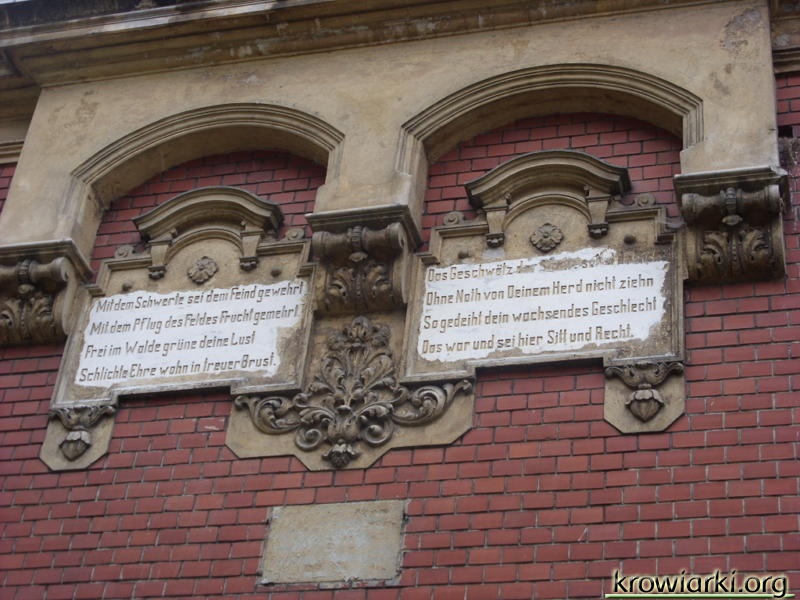 Mit dem Schwerte sei dem Feind gewehrt
Mit dem Pflug des Feldes Frucht gemehrt
Frei im Walde grüne deine Lust
Schlichte Ehre wohn in treuer Brust.
Das Geschwätz der
Ohne Noth von Deinem Herd nicht ziehn
So gedeiht dein wachsendes Geschlecht
Das war und sei hier Sitt und Recht.
krowiarki.org